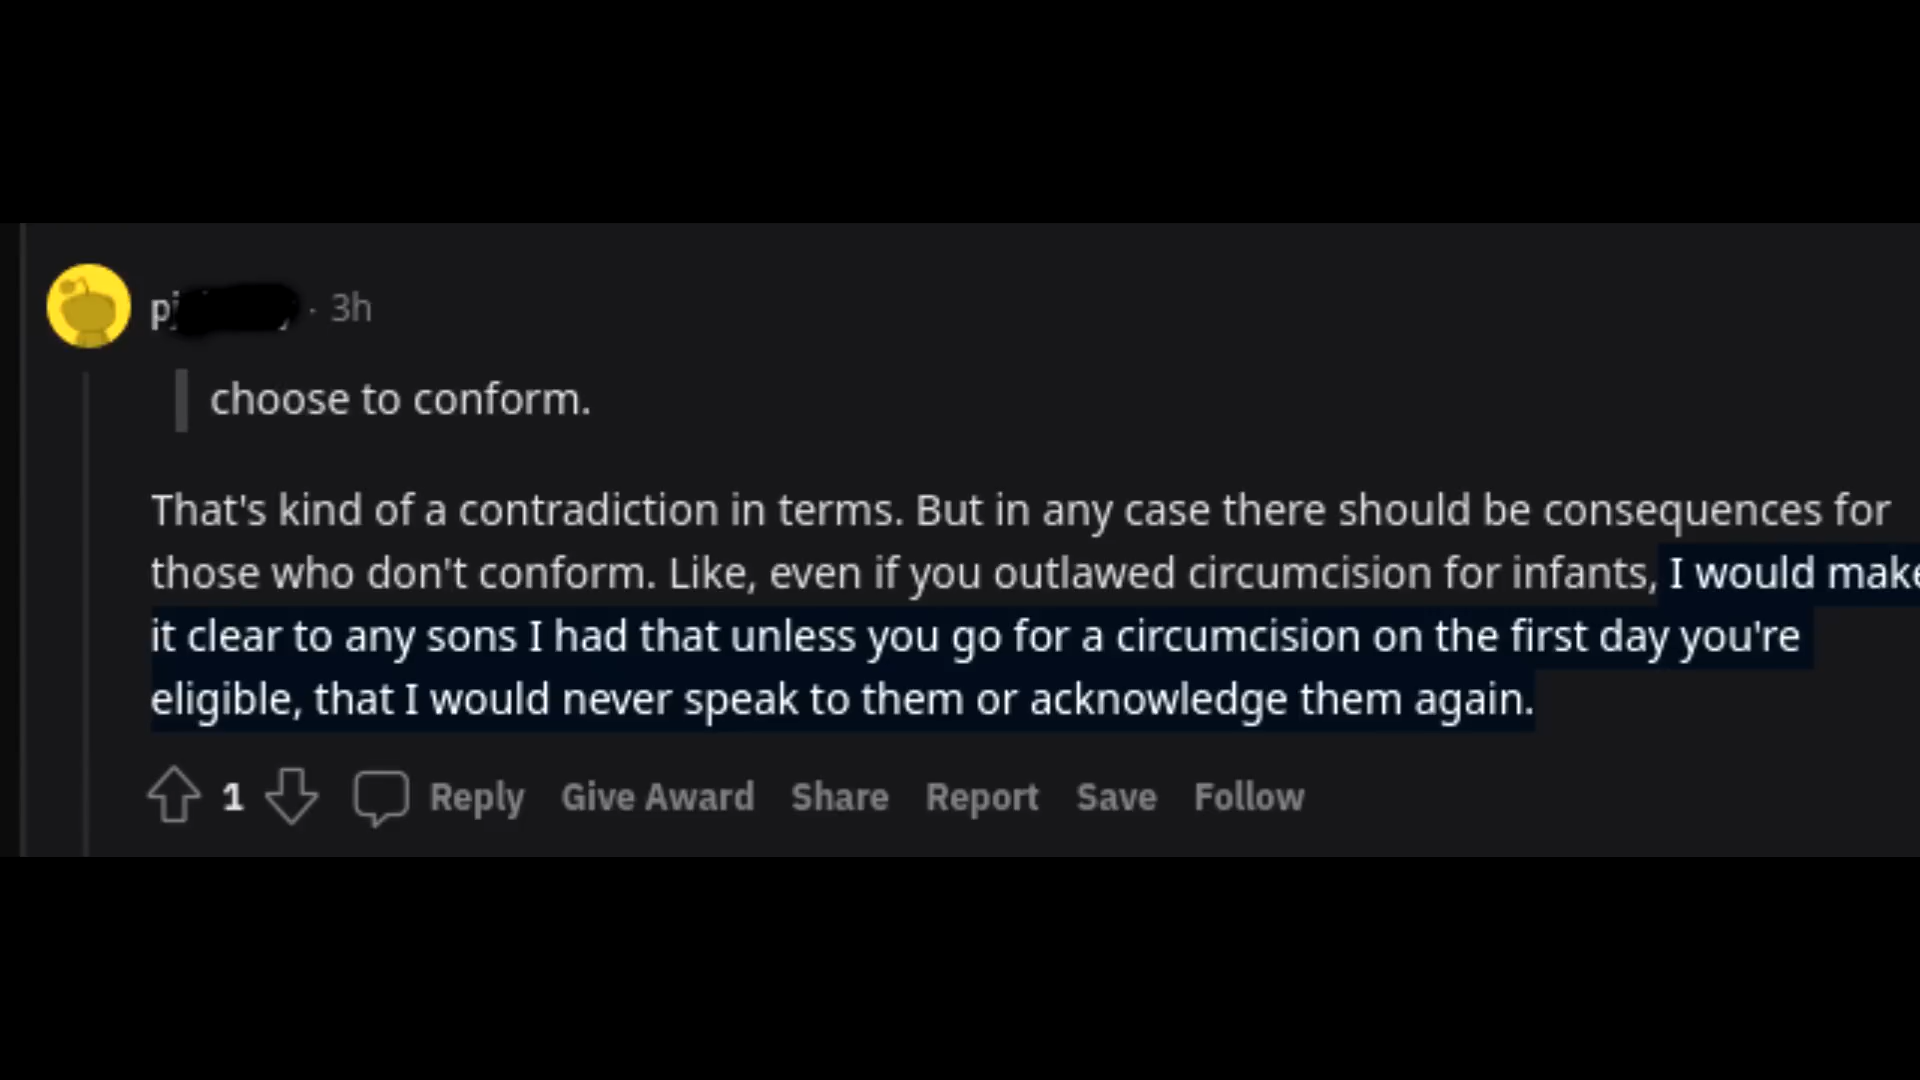 pj · 3h
choose to conform.
That's kind of a contradiction in terms. But in any case there should be consequences for
those who don't conform. Like, even if you outlawed circumcision for infants, I would make
it clear to any sons I had that unless you go for a circumcision on the first day you're
eligible, that I would never speak to them or acknowledge them again.
1 Reply Give Award Share Report Save Follow